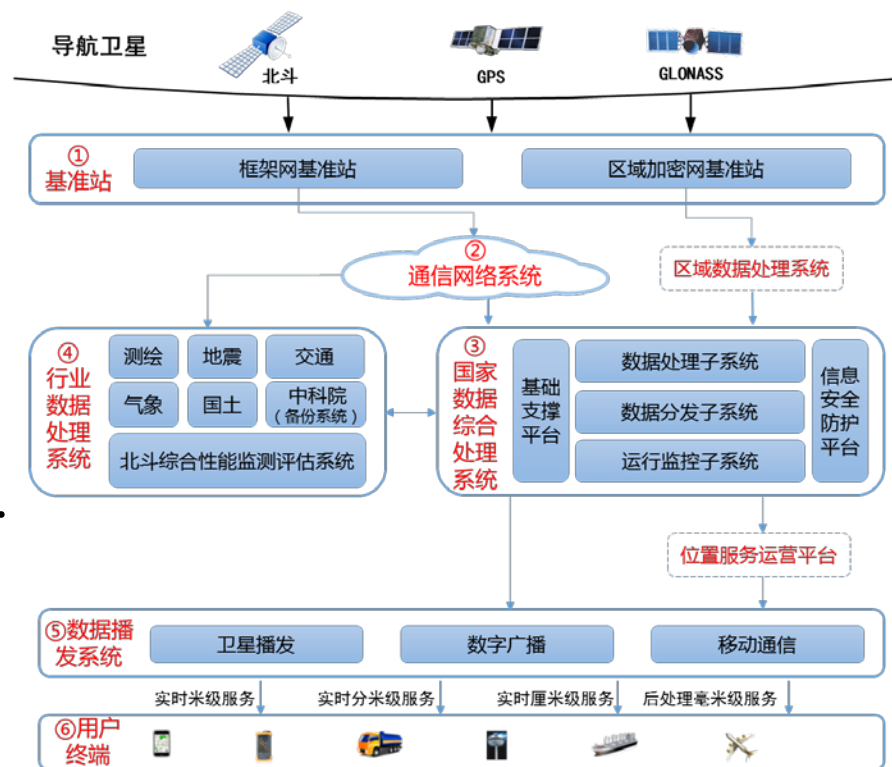 导航卫星
北斗
GPS
GLONASS
①
基准站
框架网基准站
区域加密网基准站
②
通信网络系统
区域数据处理系统
④
行业
数据
处理
系统
测绘
地震
交通
气象
国土
中科院
（备份系统）
北斗综合性能监测评估系统
③
国家
数据
综合
处理
系统
基础
支撑
平台
数据处理子系统
数据分发子系统
运行监控子系统
信息
安全
防护
平台
位置服务运营平台
⑤数据播
发系统
卫星播发
数字广播
移动通信
实时米级服务
实时分米级服务
实时厘米级服务
后处理毫米级服务
⑥用户
终端